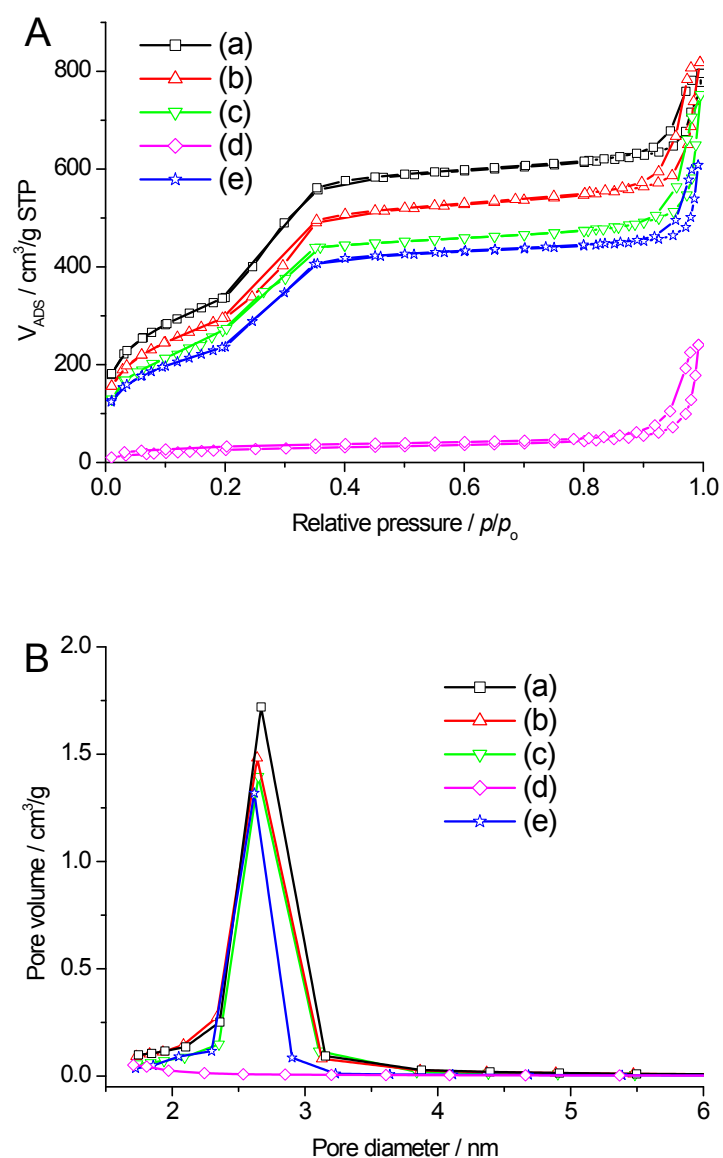 A
(a)
(b)
(c)
(d)
(e)
V_ADS / cm³/g STP
800
600
400
200
0
0.0 0.2 0.4 0.6 0.8 1.0
Relative pressure / p/p₀
B
(a)
(b)
(c)
(d)
(e)
Pore volume / cm³/g
2.0
1.5
1.0
0.5
0.0
2 3 4 5 6
Pore diameter / nm